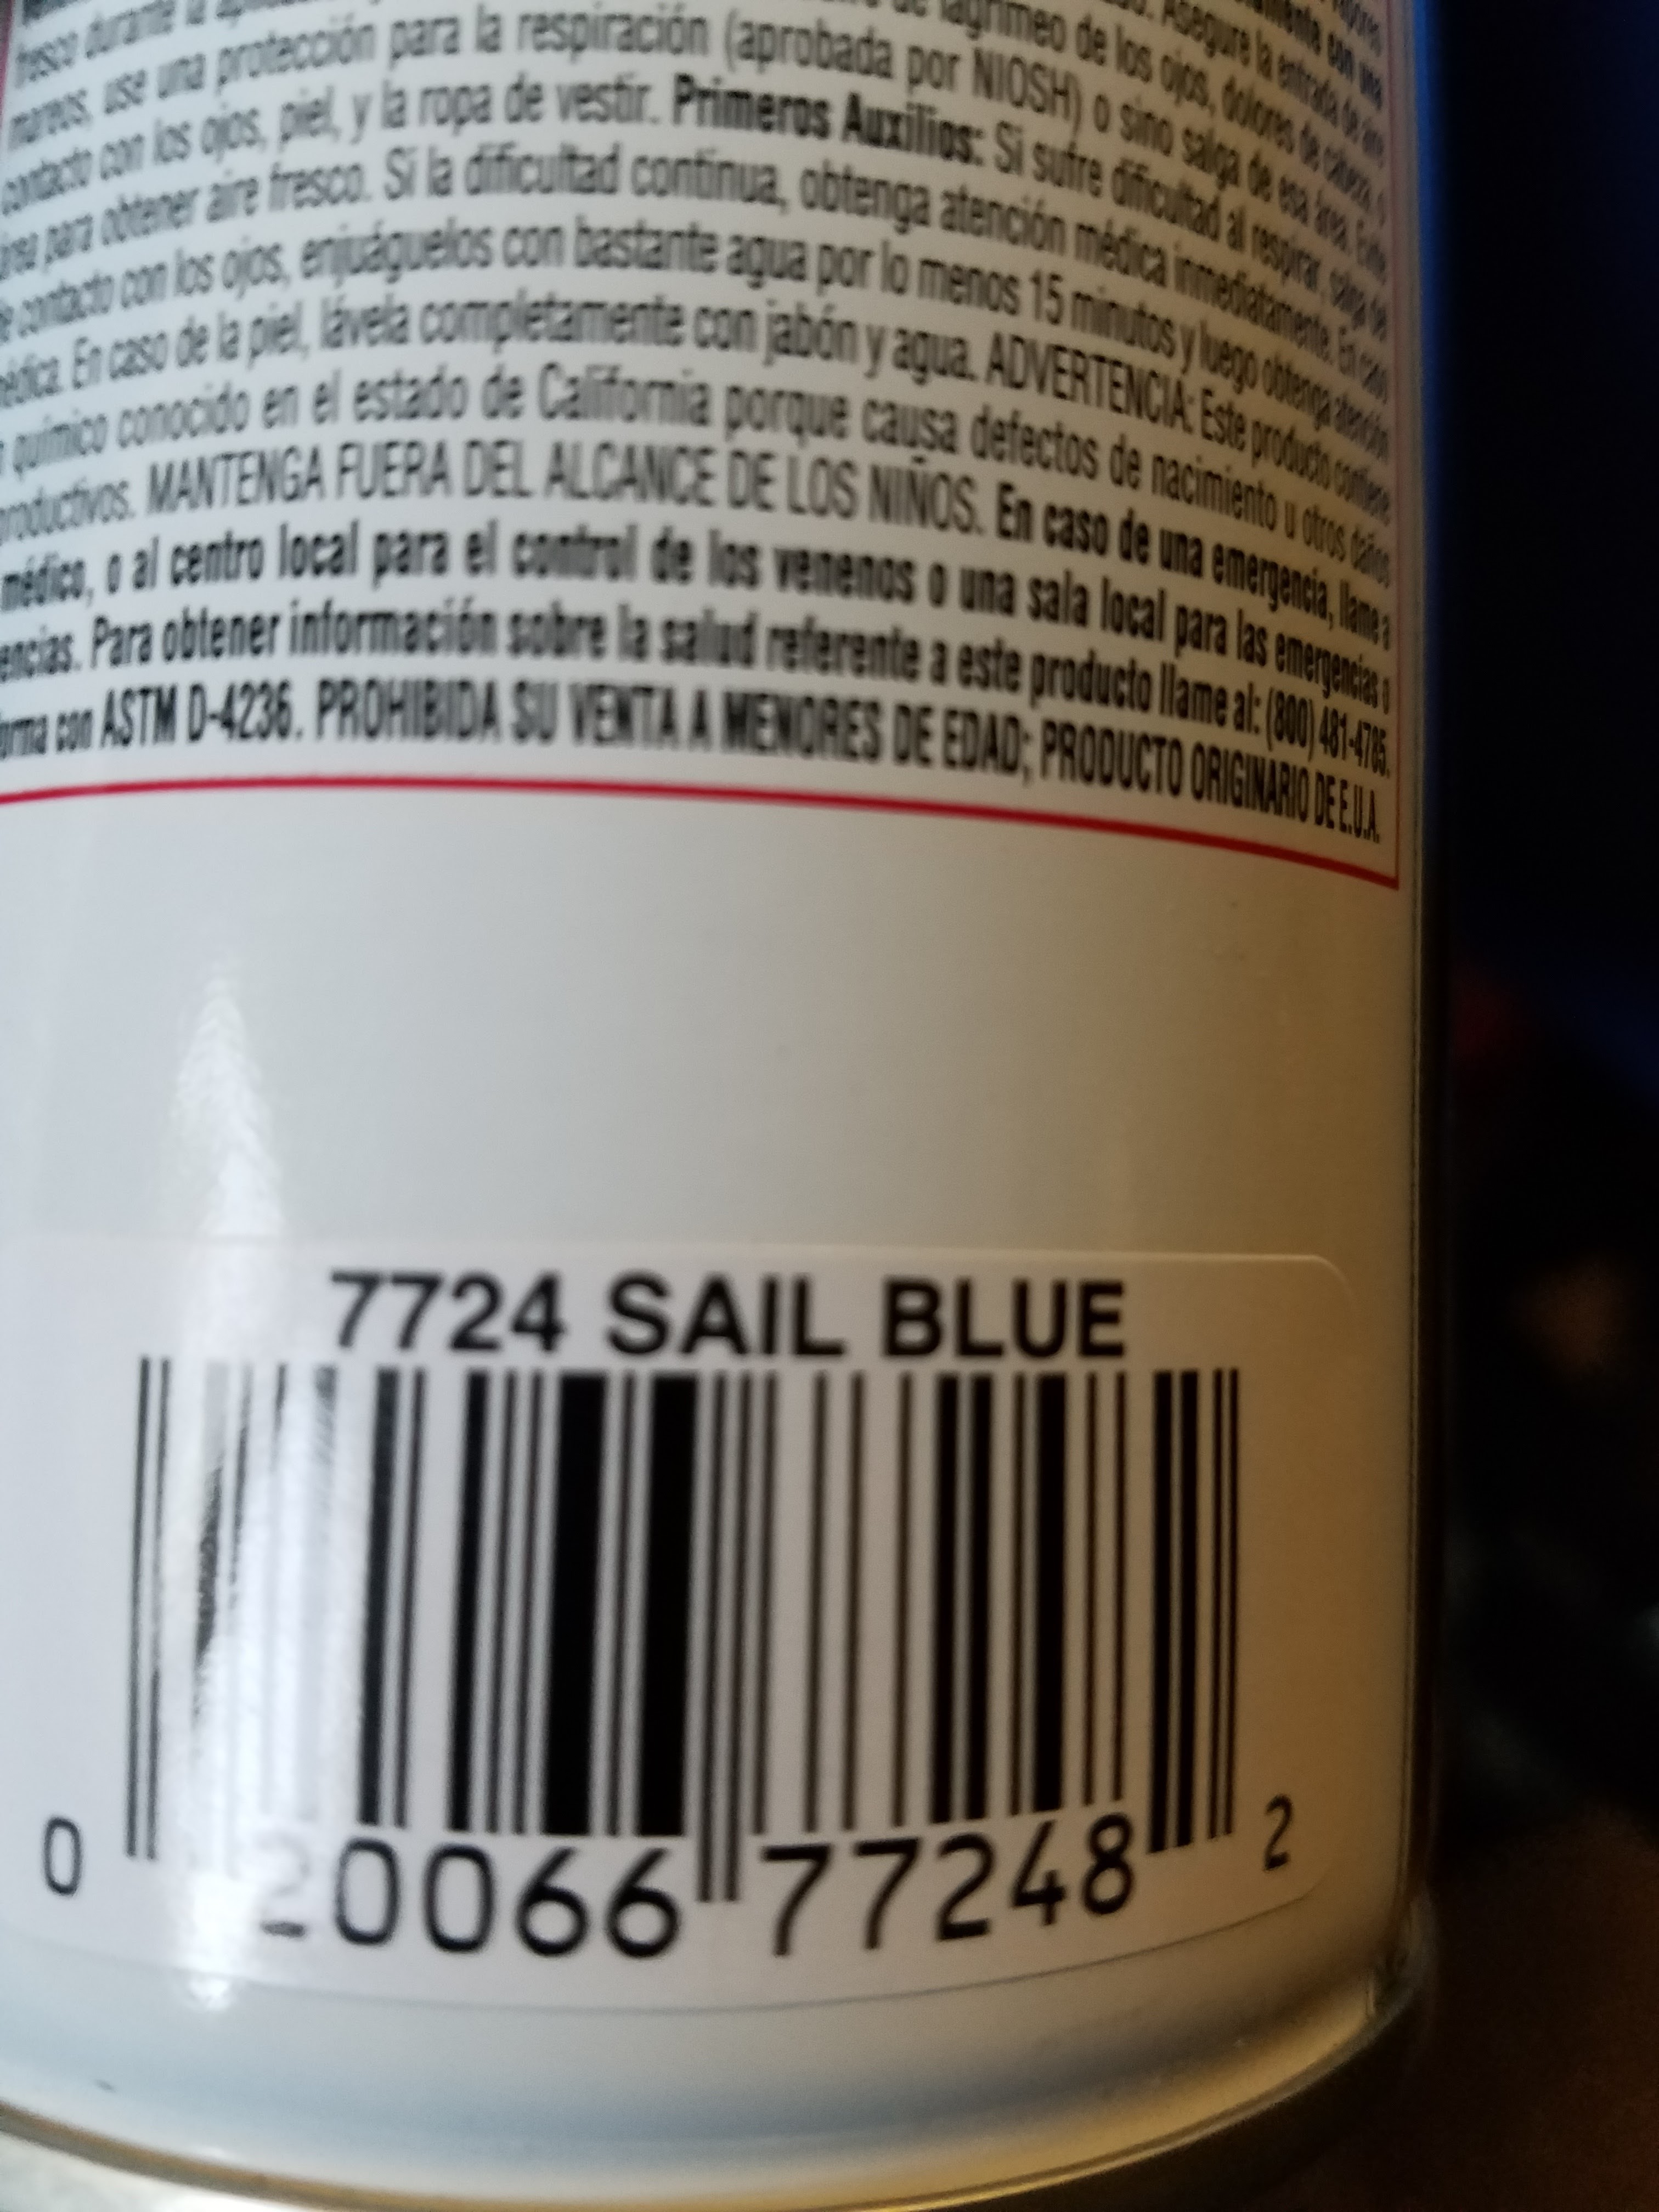 fresco durante la
mareos, use una protección para la respiración (aprobada por NIOSH) o sino salga de esa área.
contacto con los ojos, piel, y la ropa de vestir. Primeros Auxilios: Si sufre dificultad al respirar, salga del
área para obtener aire fresco. Si la dificultad continua, obtenga atención médica inmediatamente. En caso
de contacto con los ojos, enjuáguelos con bastante agua por lo menos 15 minutos y luego obtenga atención
médica. En caso de la piel, lávela completamente con jabón y agua. ADVERTENCIA: Este producto contiene
químico conocido en el estado de California porque causa defectos de nacimiento u otros daños
productivos. MANTENGA FUERA DEL ALCANCE DE LOS NIÑOS. En caso de una emergencia, llame a
médico, o al centro local para el control de los venenos o una sala local para las emergencias o
encias. Para obtener información sobre la salud referente a este producto llame al: (800) 481-4785.
orma con ASTM D-4236. PROHIBIDA SU VENTA A MENORES DE EDAD; PRODUCTO ORIGINARIO DE E.U.A.
7724 SAIL BLUE
0 20066 77248 2